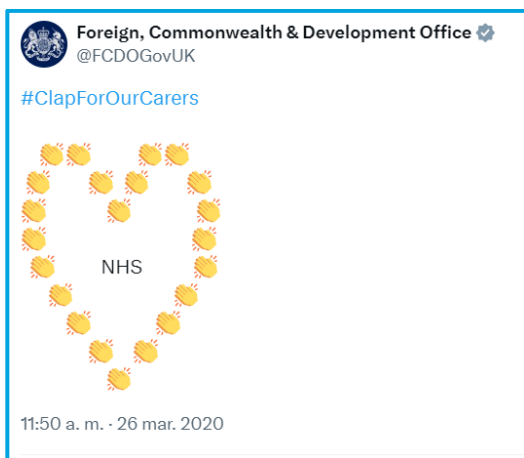 Foreign, Commonwealth & Development Office
@FCDOGovUK
#ClapForOurCarers
👏👏 👏👏
👏 👏👏 👏
👏 👏 👏
👏 👏
👏 NHS 👏
👏 👏
👏 👏
👏 👏
👏
11:50 a. m. · 26 mar. 2020